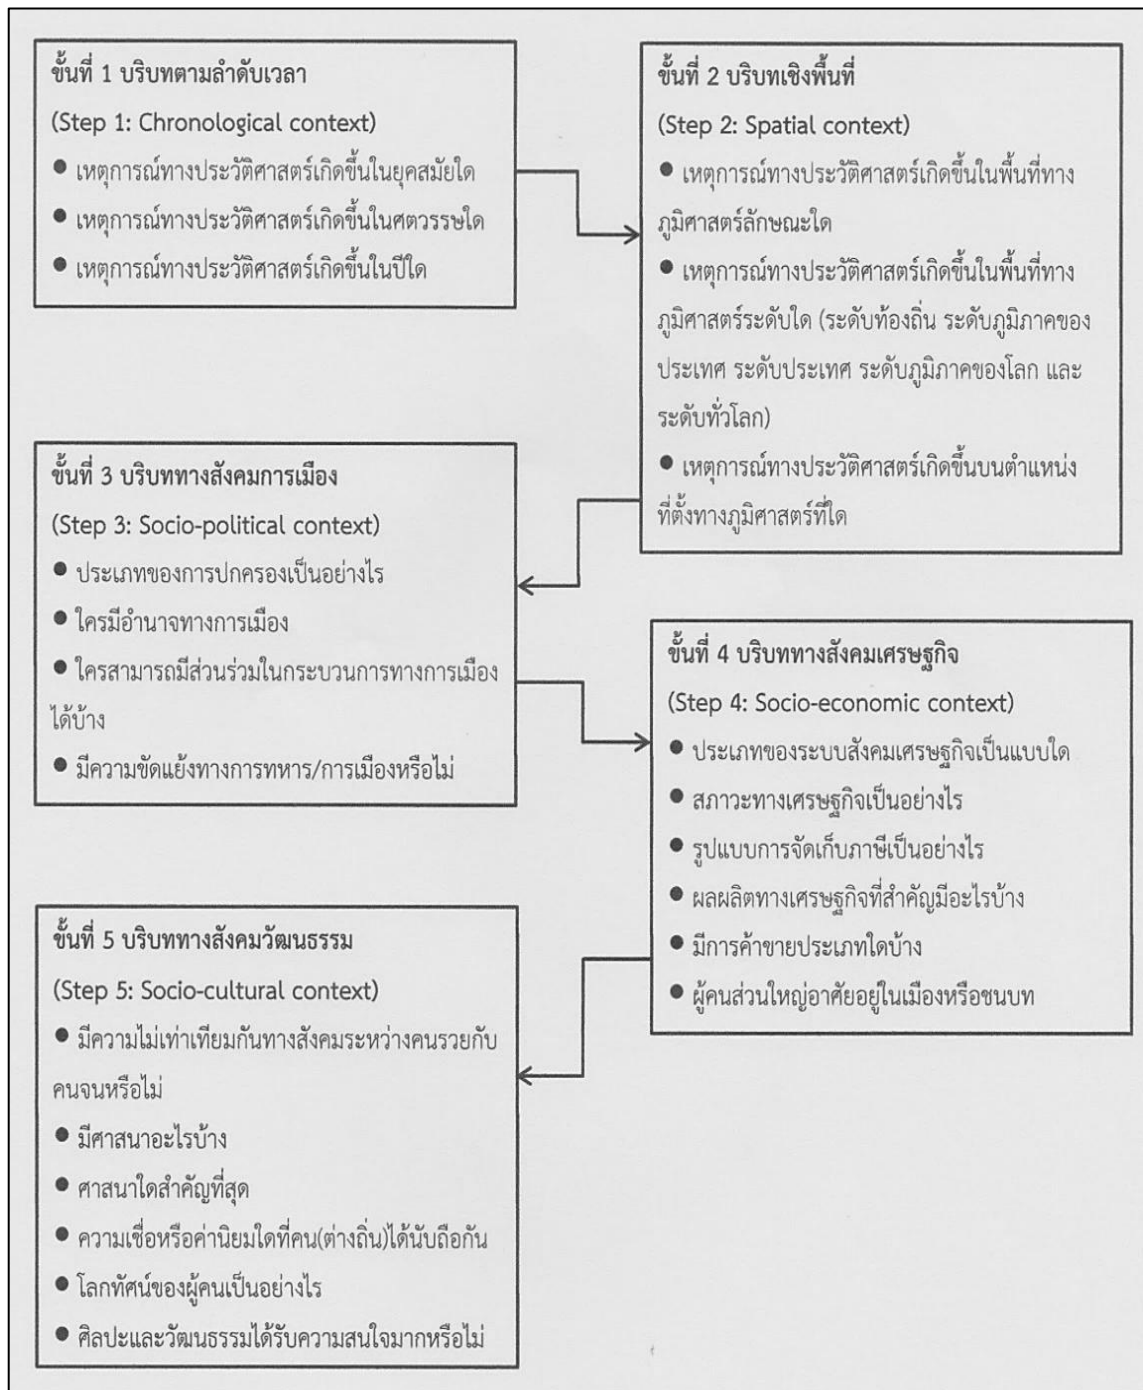 ขั้นที่ 1 บริบทตามลำดับเวลา
(Step 1: Chronological context)
● เหตุการณ์ทางประวัติศาสตร์เกิดขึ้นในยุคสมัยใด
● เหตุการณ์ทางประวัติศาสตร์เกิดขึ้นในศตวรรษใด
● เหตุการณ์ทางประวัติศาสตร์เกิดขึ้นในปีใด
ขั้นที่ 2 บริบทเชิงพื้นที่
(Step 2: Spatial context)
● เหตุการณ์ทางประวัติศาสตร์เกิดขึ้นในพื้นที่ทาง
ภูมิศาสตร์ลักษณะใด
● เหตุการณ์ทางประวัติศาสตร์เกิดขึ้นในพื้นที่ทาง
ภูมิศาสตร์ระดับใด (ระดับท้องถิ่น ระดับภูมิภาคของ
ประเทศ ระดับประเทศ ระดับภูมิภาคของโลก และ
ระดับทั่วโลก)
● เหตุการณ์ทางประวัติศาสตร์เกิดขึ้นบนตำแหน่ง
ที่ตั้งทางภูมิศาสตร์ที่ใด
ขั้นที่ 3 บริบททางสังคมการเมือง
(Step 3: Socio-political context)
● ประเภทของการปกครองเป็นอย่างไร
● ใครมีอำนาจทางการเมือง
● ใครสามารถมีส่วนร่วมในกระบวนการทางการเมือง
ได้บ้าง
● มีความขัดแย้งทางการทหาร/การเมืองหรือไม่
ขั้นที่ 4 บริบททางสังคมเศรษฐกิจ
(Step 4: Socio-economic context)
● ประเภทของระบบสังคมเศรษฐกิจเป็นแบบใด
● สภาวะทางเศรษฐกิจเป็นอย่างไร
● รูปแบบการจัดเก็บภาษีเป็นอย่างไร
● ผลผลิตทางเศรษฐกิจที่สำคัญมีอะไรบ้าง
● มีการค้าขายประเภทใดบ้าง
● ผู้คนส่วนใหญ่อาศัยอยู่ในเมืองหรือชนบท
ขั้นที่ 5 บริบททางสังคมวัฒนธรรม
(Step 5: Socio-cultural context)
● มีความไม่เท่าเทียมกันทางสังคมระหว่างคนรวยกับ
คนจนหรือไม่
● มีศาสนาอะไรบ้าง
● ศาสนาใดสำคัญที่สุด
● ความเชื่อหรือค่านิยมใดที่คน(ต่างถิ่น)ได้นับถือกัน
● โลกทัศน์ของผู้คนเป็นอย่างไร
● ศิลปะและวัฒนธรรมได้รับความสนใจมากหรือไม่